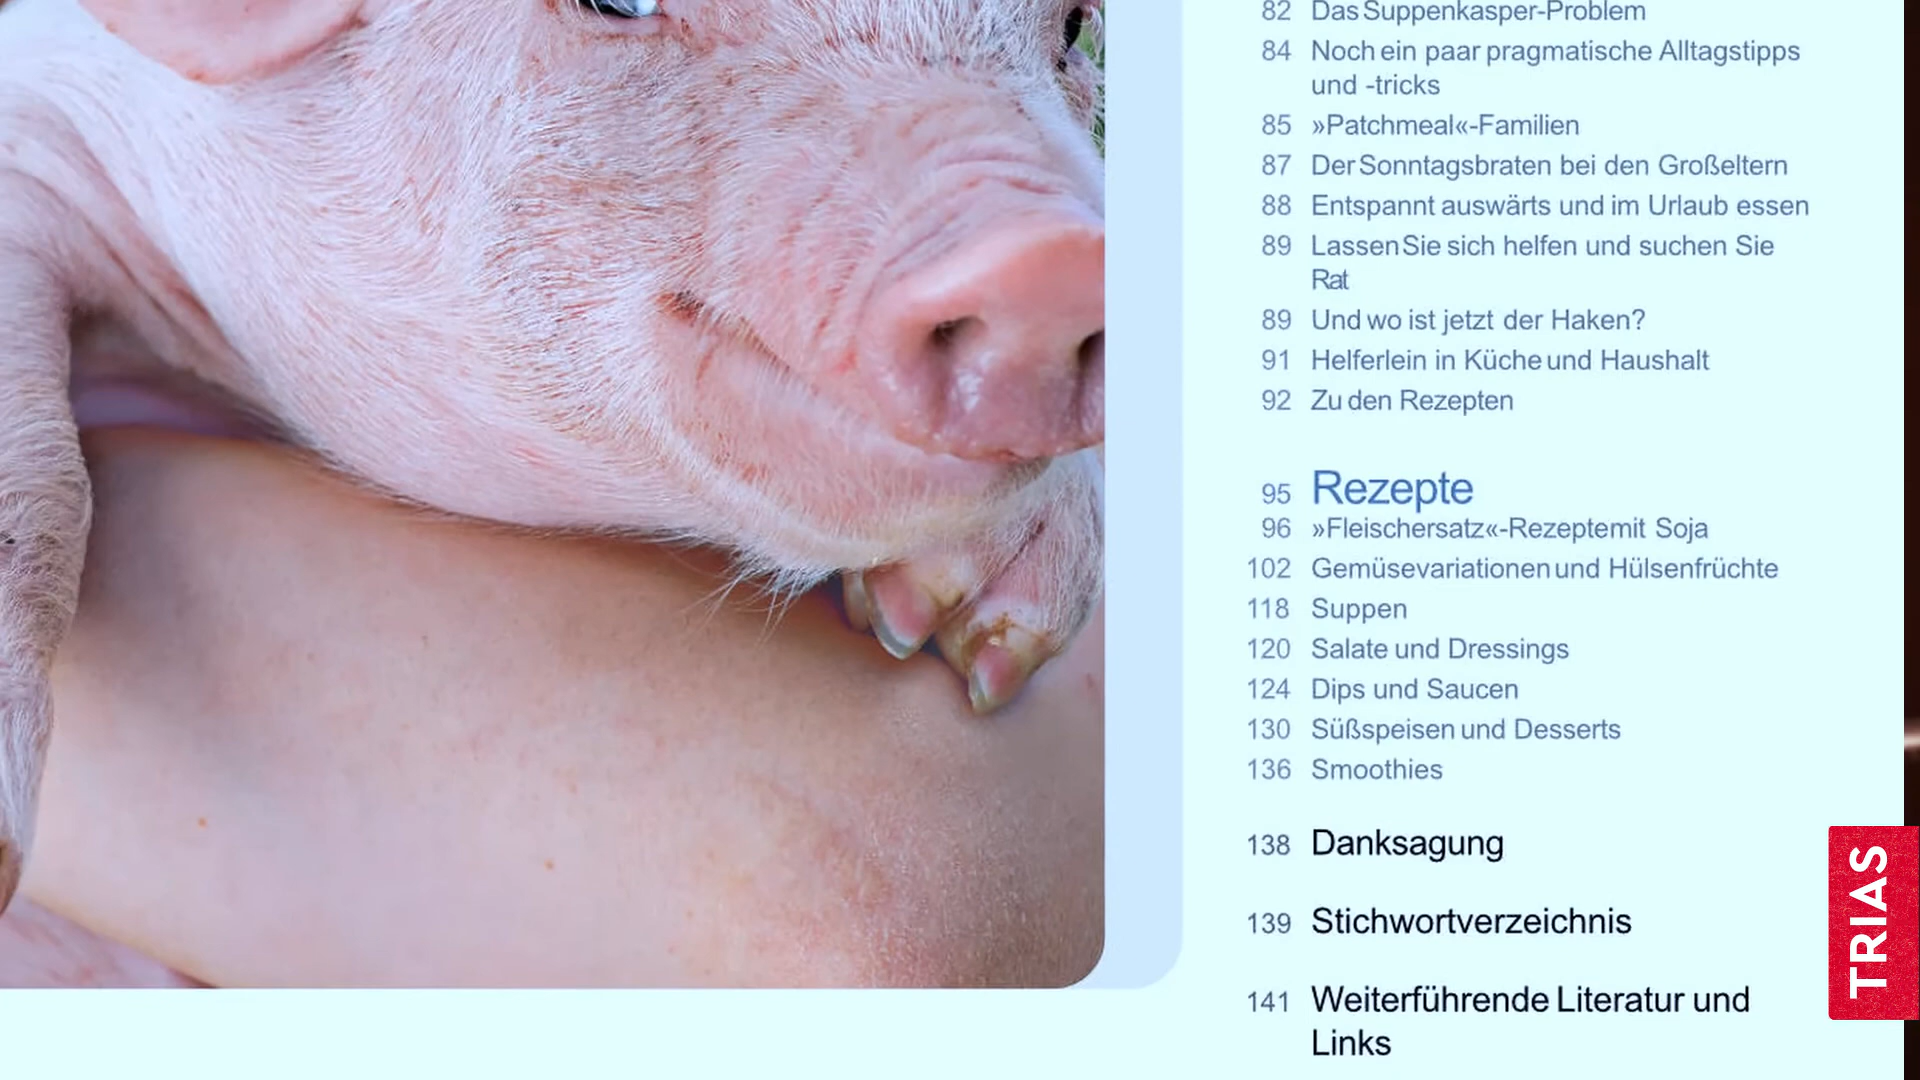 82 Das Suppenkasper-Problem
84 Noch ein paar pragmatische Alltagstipps
und -tricks
85 »Patchmeal«-Familien
87 Der Sonntagsbraten bei den Großeltern
88 Entspannt auswärts und im Urlaub essen
89 Lassen Sie sich helfen und suchen Sie
Rat
89 Und wo ist jetzt der Haken?
91 Helferlein in Küche und Haushalt
92 Zu den Rezepten
95 Rezepte
96 »Fleischersatz«-Rezepte mit Soja
102 Gemüsevariationen und Hülsenfrüchte
118 Suppen
120 Salate und Dressings
124 Dips und Saucen
130 Süßspeisen und Desserts
136 Smoothies
138 Danksagung
139 Stichwortverzeichnis
141 Weiterführende Literatur und
Links
TRIAS